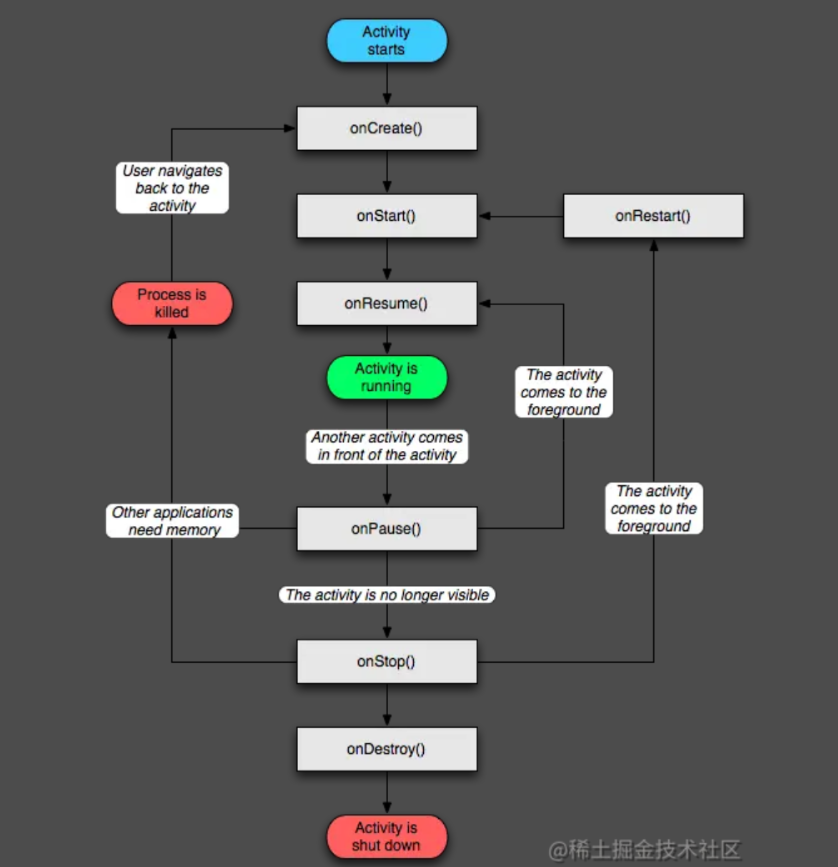 Activity
starts
onCreate()
User navigates
back to the
activity
onStart()
onRestart()
Process is
killed
onResume()
Activity is
running
The activity
comes to the
foreground
Another activity comes
in front of the activity
The activity
comes to the
foreground
Other applications
need memory
onPause()
The activity is no longer visible
onStop()
onDestroy()
Activity is
shut down
@稀土掘金技术社区